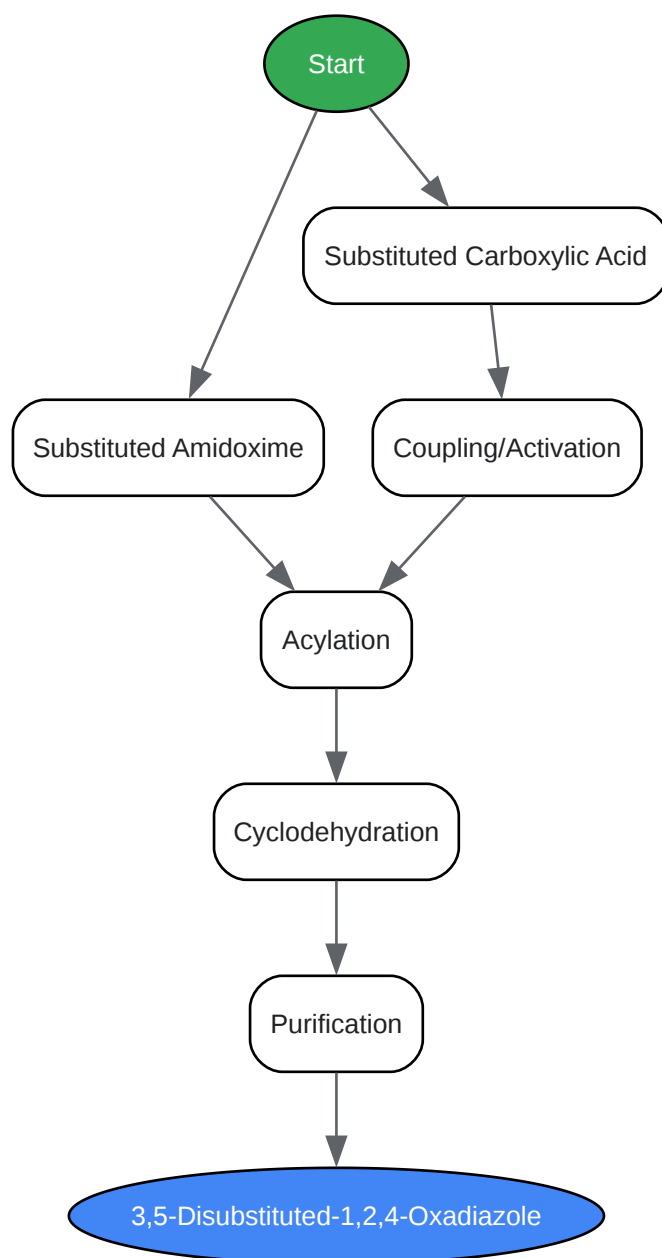 Start
Substituted Carboxylic Acid
Substituted Amidoxime
Coupling/Activation
Acylation
Cyclodehydration
Purification
3,5-Disubstituted-1,2,4-Oxadiazole